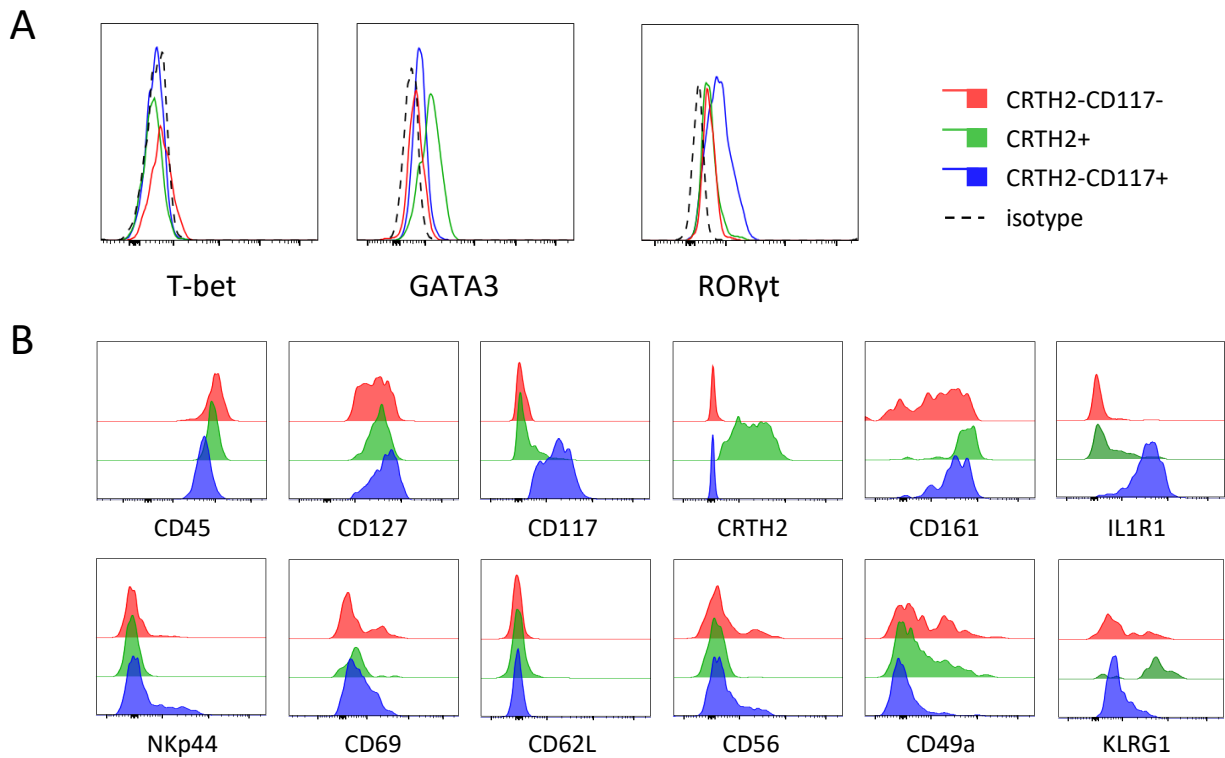 A
CRTH2-CD117-
CRTH2+
CRTH2-CD117+
isotype
T-bet GATA3 RORγt
B
CD45 CD127 CD117 CRTH2 CD161 IL1R1
NKp44 CD69 CD62L CD56 CD49a KLRG1